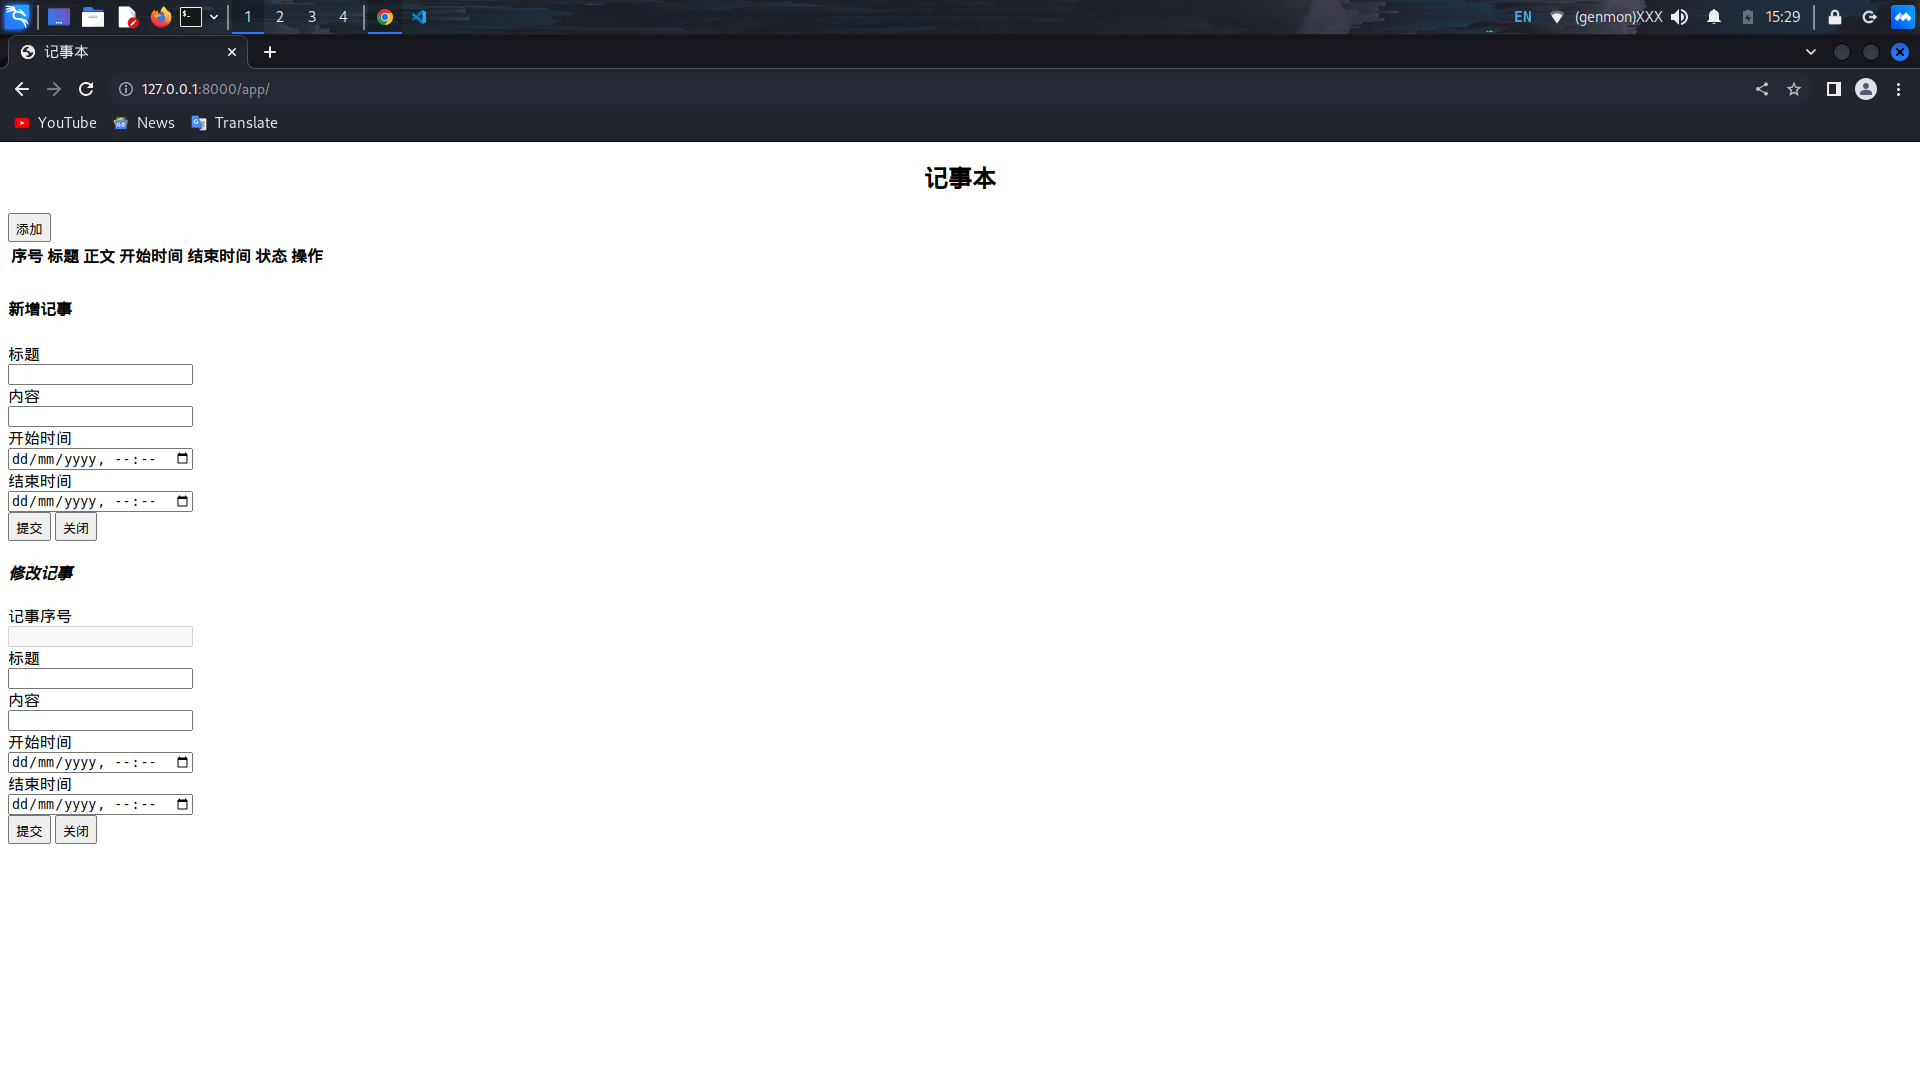 1 2 3 4 EN (genmon)XXX 15:29
记事本
127.0.0.1:8000/app/
YouTube News Translate
记事本
添加
序号 标题 正文 开始时间 结束时间 状态 操作
新增记事
标题
内容
开始时间
dd/mm/yyyy, --:--
结束时间
dd/mm/yyyy, --:--
提交 关闭
修改记事
记事序号
标题
内容
开始时间
dd/mm/yyyy, --:--
结束时间
dd/mm/yyyy, --:--
提交 关闭